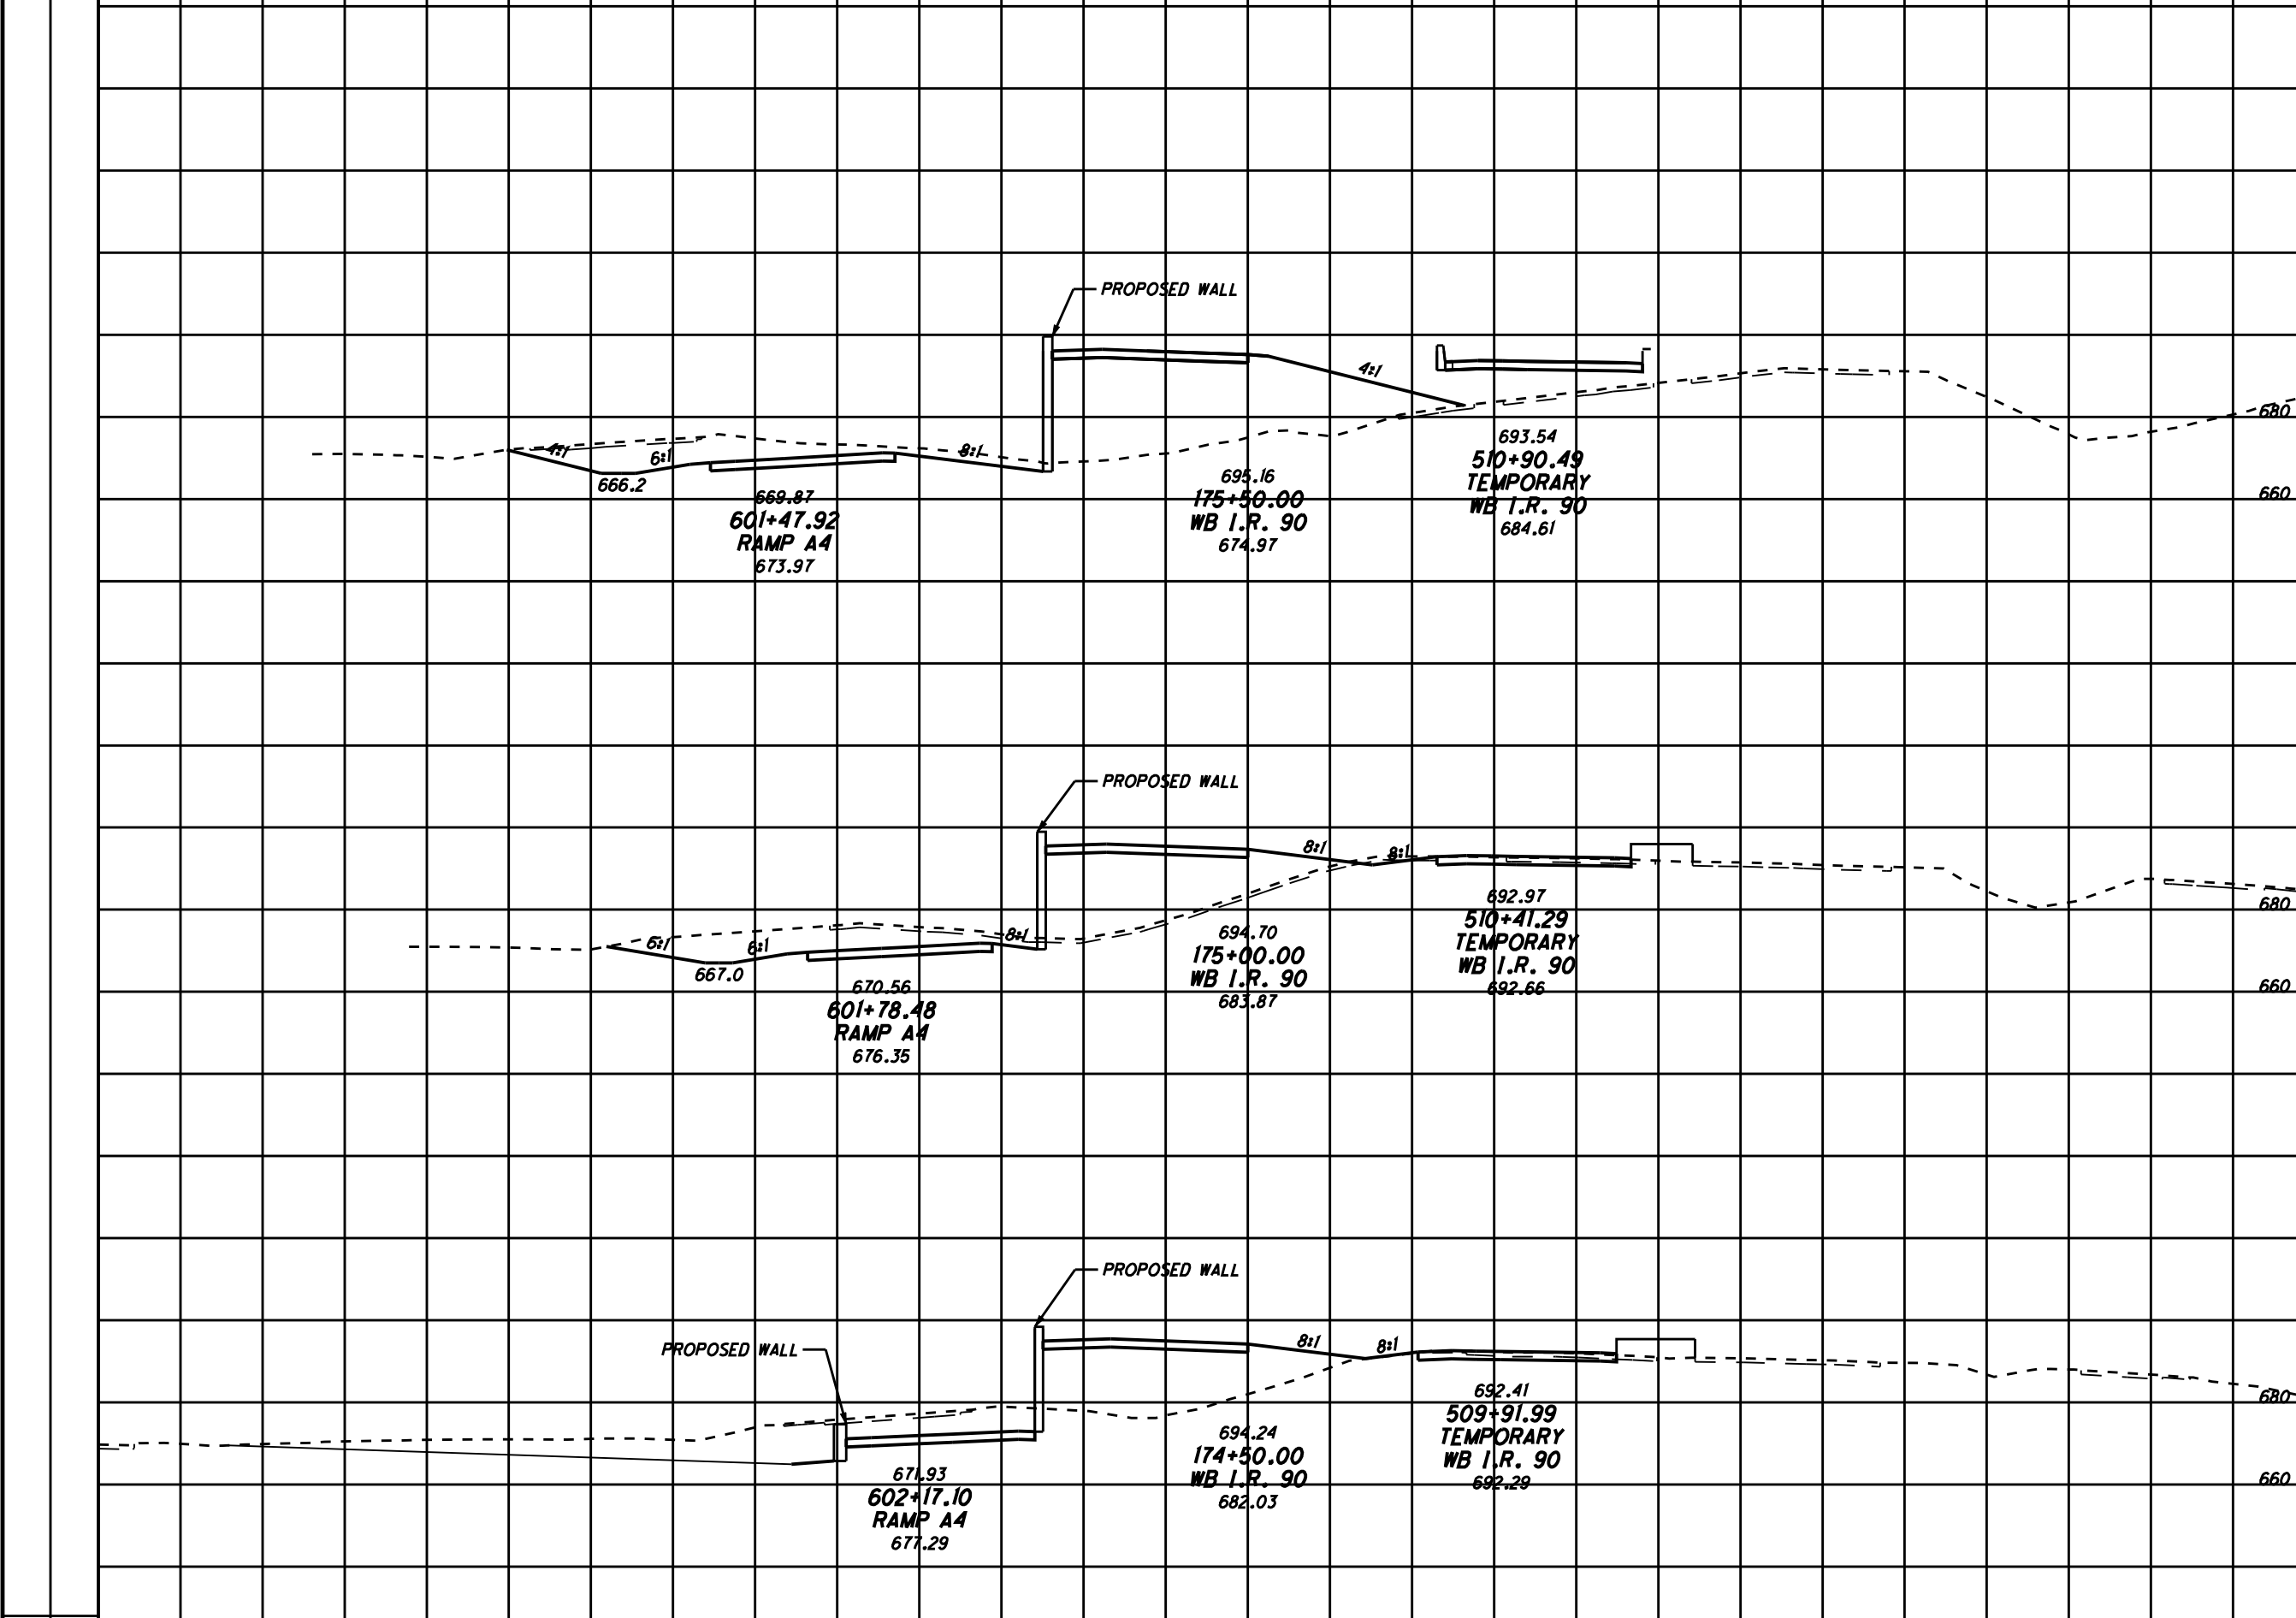 PROPOSED WALL
4:1
680
4:1
6:1
8:1
666.2
660
693.54
510+90.49
TEMPORARY
WB I.R. 90
684.61
695.16
175+50.00
WB I.R. 90
674.97
669.87
601+47.92
RAMP A4
673.97
PROPOSED WALL
8:1
8:1
680
6:1
6:1
8:1
667.0
660
692.97
510+41.29
TEMPORARY
WB I.R. 90
692.66
694.70
175+00.00
WB I.R. 90
683.87
670.56
601+78.48
RAMP A4
676.35
PROPOSED WALL
PROPOSED WALL
8:1
8:1
680
660
692.41
509+91.99
TEMPORARY
WB I.R. 90
692.29
694.24
174+50.00
WB I.R. 90
682.03
671.93
602+17.10
RAMP A4
677.29